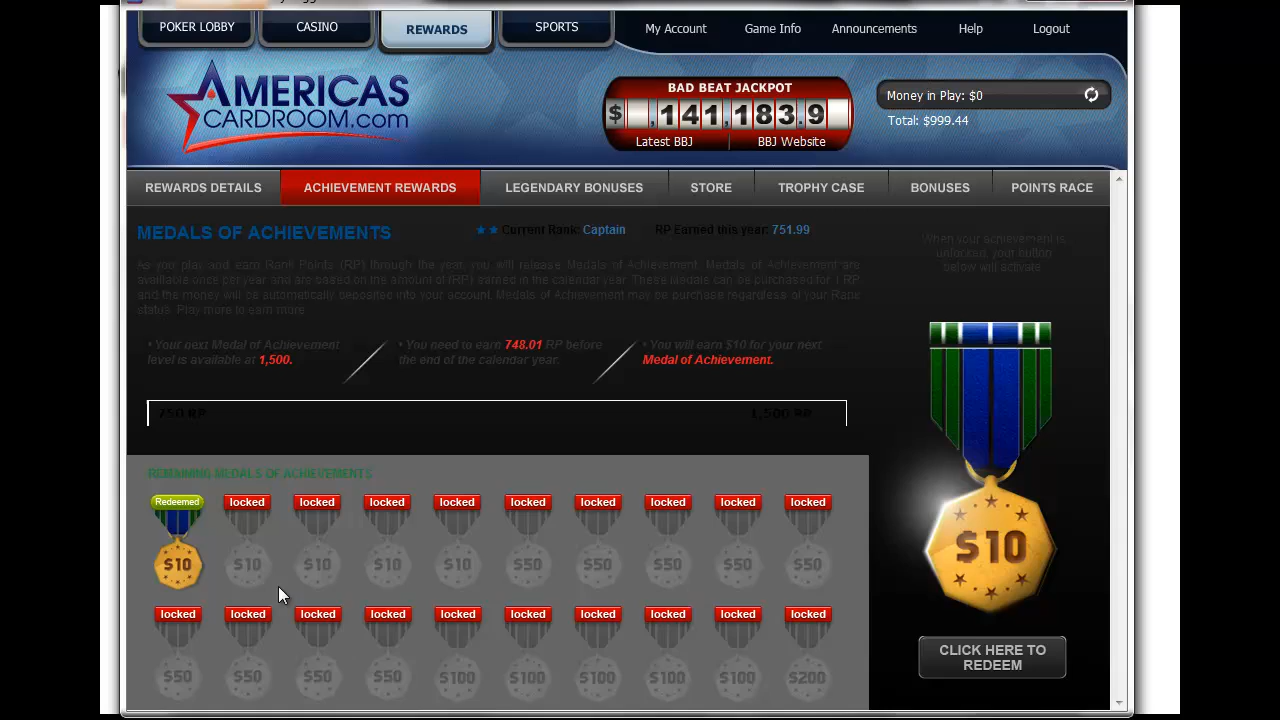 POKER LOBBY
CASINO
REWARDS
SPORTS
My Account
Game Info
Announcements
Help
Logout
AMERICAS
CARDROOM.com
BAD BEAT JACKPOT
$ ,141,183.9
Latest BBJ
BBJ Website
Money in Play: $0
Total: $999.44
REWARDS DETAILS
ACHIEVEMENT REWARDS
LEGENDARY BONUSES
STORE
TROPHY CASE
BONUSES
POINTS RACE
MEDALS OF ACHIEVEMENTS
Current Rank: Captain
RP Earned this year: 751.99
As you play and earn Rank Points (RP) through the year, you will release Medals of Achievement. Medals of Achievement are
available once per year and are based on the amount of (RP) earned in the calendar year. These Medals can be purchased for 1 RP
and the money will be automatically deposited into your account. Medals of Achievement may be purchase regardless of your Rank
status. Play more to earn more.
When your achievement is
unlocked, your button
below will activate
• Your next Medal of Achievement
level is available at 1,500.
• You need to earn 748.01 RP before
the end of the calendar year.
• You will earn $10 for your next
Medal of Achievement.
750 RP
1,500 RP
REMAINING MEDALS OF ACHIEVEMENTS
Redeemed
locked
locked
locked
locked
locked
locked
locked
locked
locked
$10
$10
$10
$10
$10
$50
$50
$50
$50
$50
locked
locked
locked
locked
locked
locked
locked
locked
locked
locked
$50
$50
$50
$50
$100
$100
$100
$100
$100
$200
$10
CLICK HERE TO
REDEEM